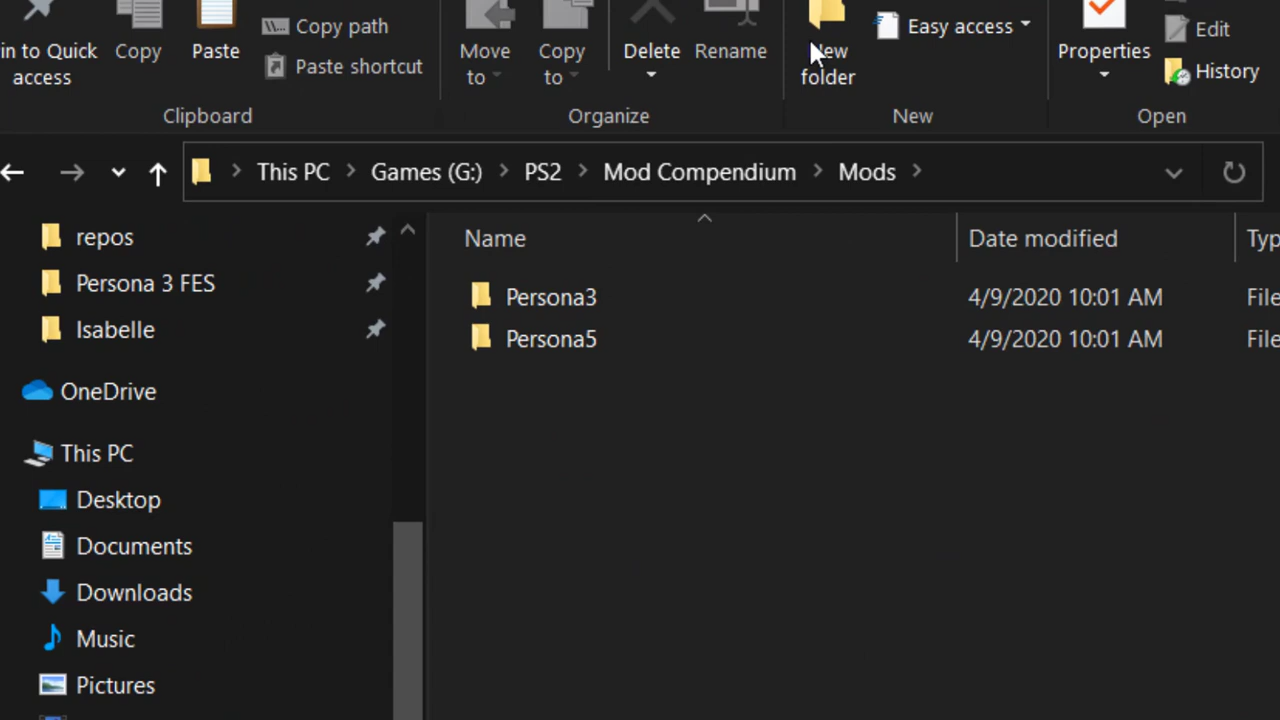 in to Quick access
Copy
Paste
Copy path
Paste shortcut
Clipboard
Move to
Copy to
Delete
Rename
Organize
New folder
Easy access
New
Properties
Edit
History
Open
This PC
Games (G:)
PS2
Mod Compendium
Mods
repos
Persona 3 FES
Isabelle
OneDrive
This PC
Desktop
Documents
Downloads
Music
Pictures
Name
Date modified
Typ
Persona3
4/9/2020 10:01 AM
File
Persona5
4/9/2020 10:01 AM
File